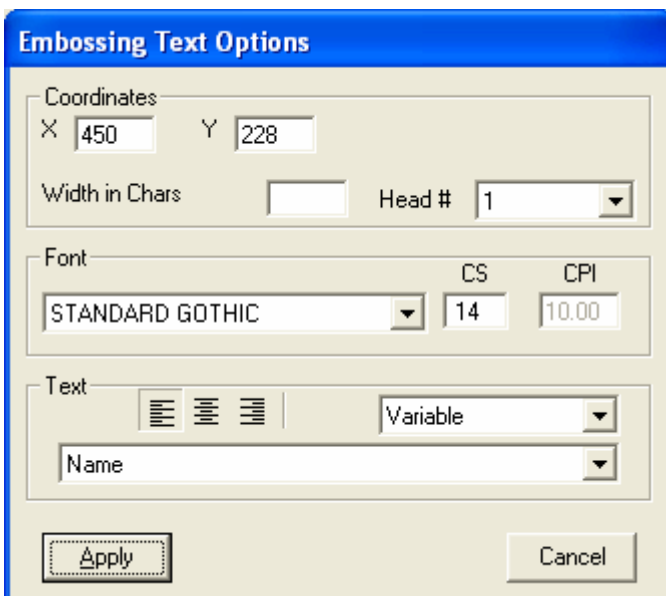 Embossing Text Options
Coordinates
X 450 Y 228
Width in Chars Head # 1
Font CS CPI
STANDARD GOTHIC 14 10.00
Text
Variable
Name
Apply Cancel